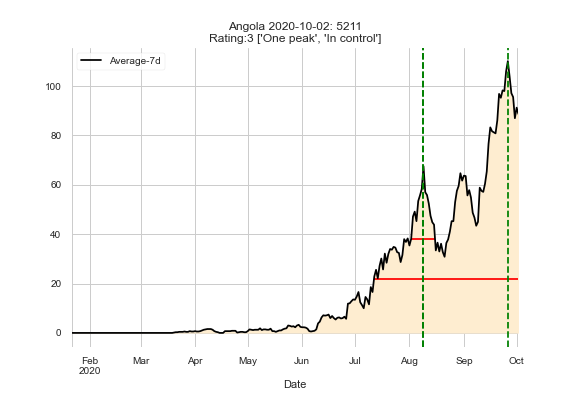 Angola 2020-10-02: 5211
Rating:3 ['One peak', 'In control']
Average-7d
100
80
60
40
20
0
Feb Mar Apr May Jun Jul Aug Sep Oct
2020
Date